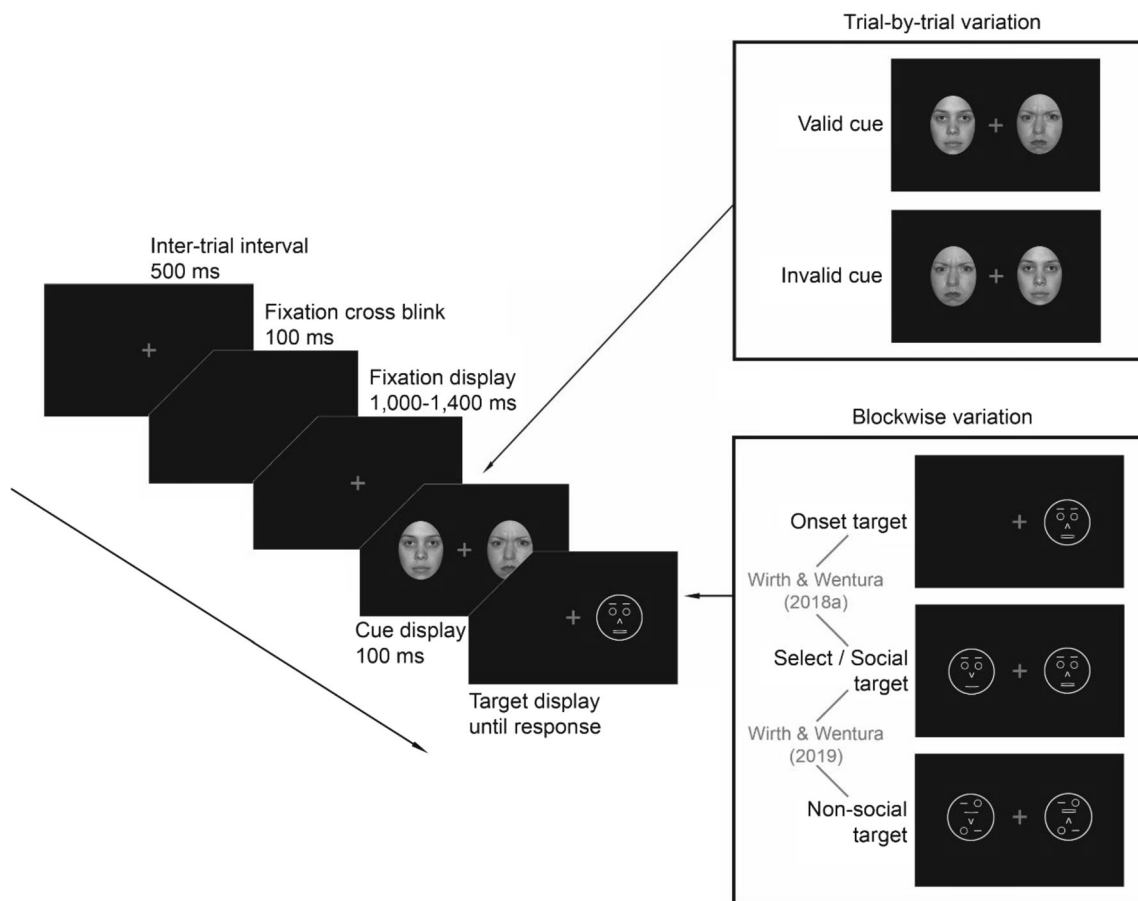 Trial-by-trial variation
Valid cue
Invalid cue
Inter-trial interval
500 ms
Fixation cross blink
100 ms
Fixation display
1,000-1,400 ms
Cue display
100 ms
Target display
until response
Blockwise variation
Onset target
Wirth & Wentura
(2018a)
Select / Social
target
Wirth & Wentura
(2019)
Non-social
target